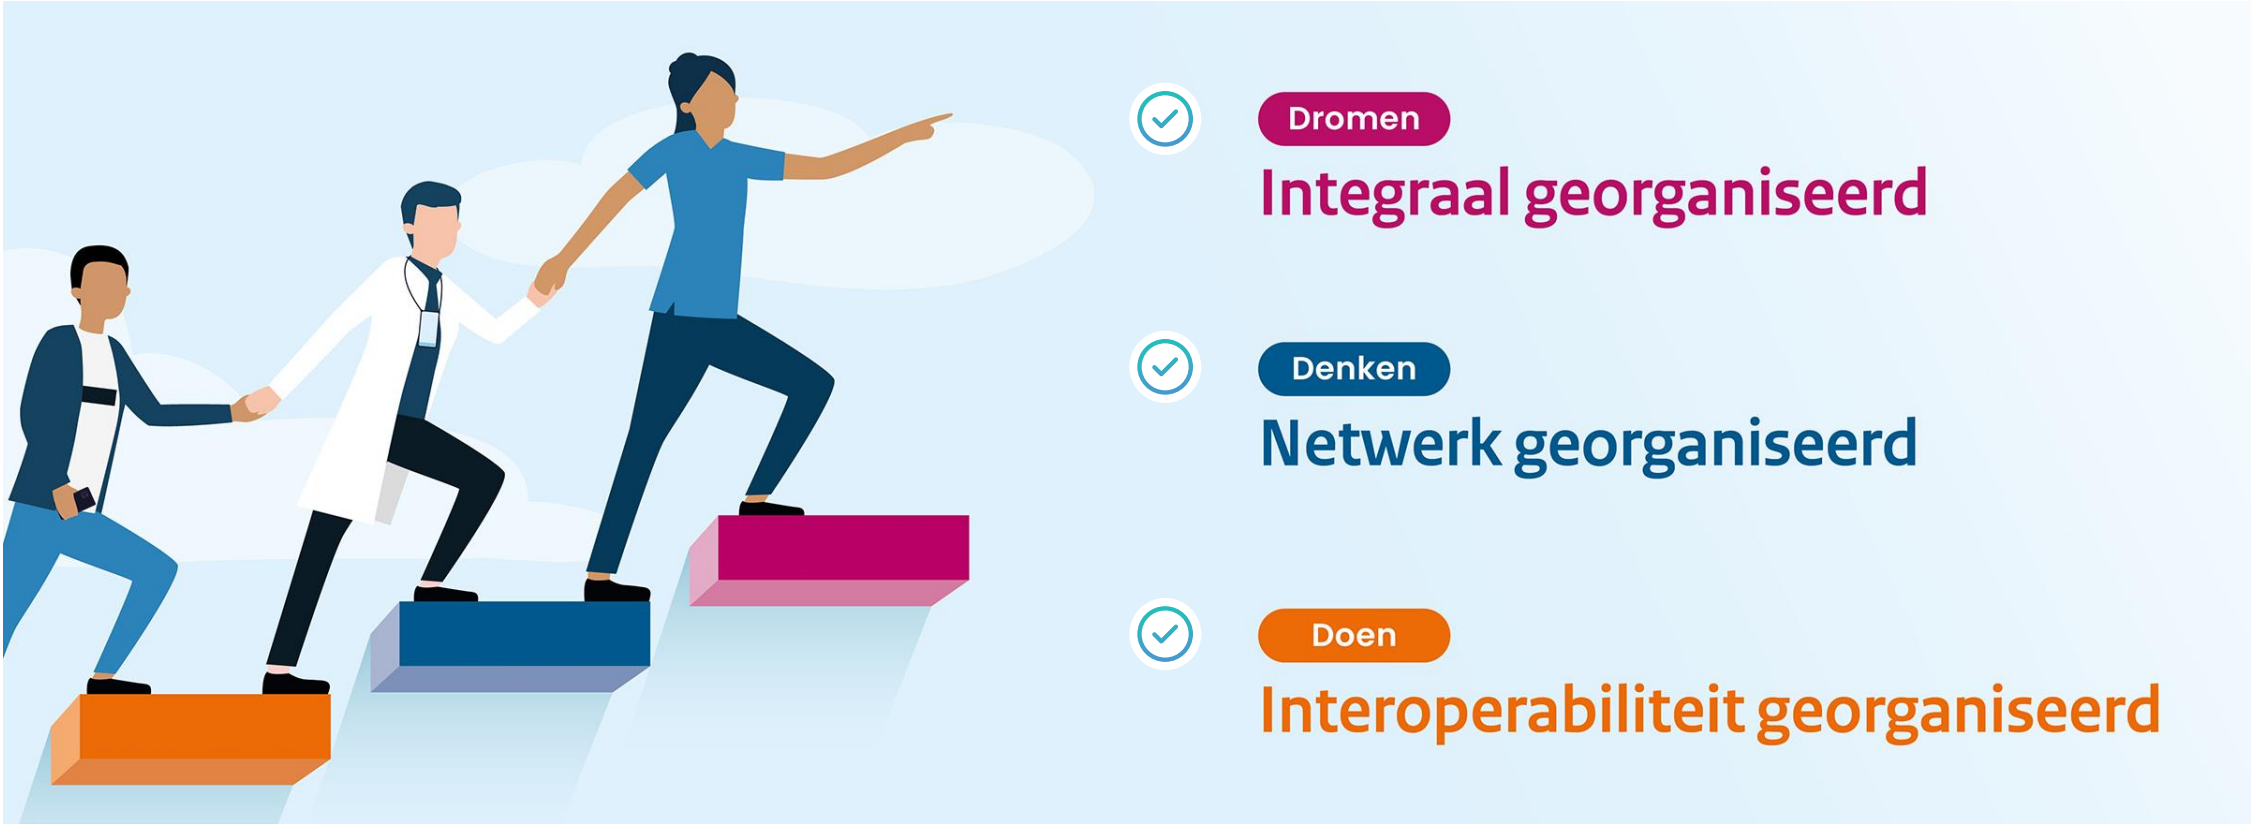 Dromen
Integraal georganiseerd
Denken
Netwerk georganiseerd
Doen
Interoperabiliteit georganiseerd